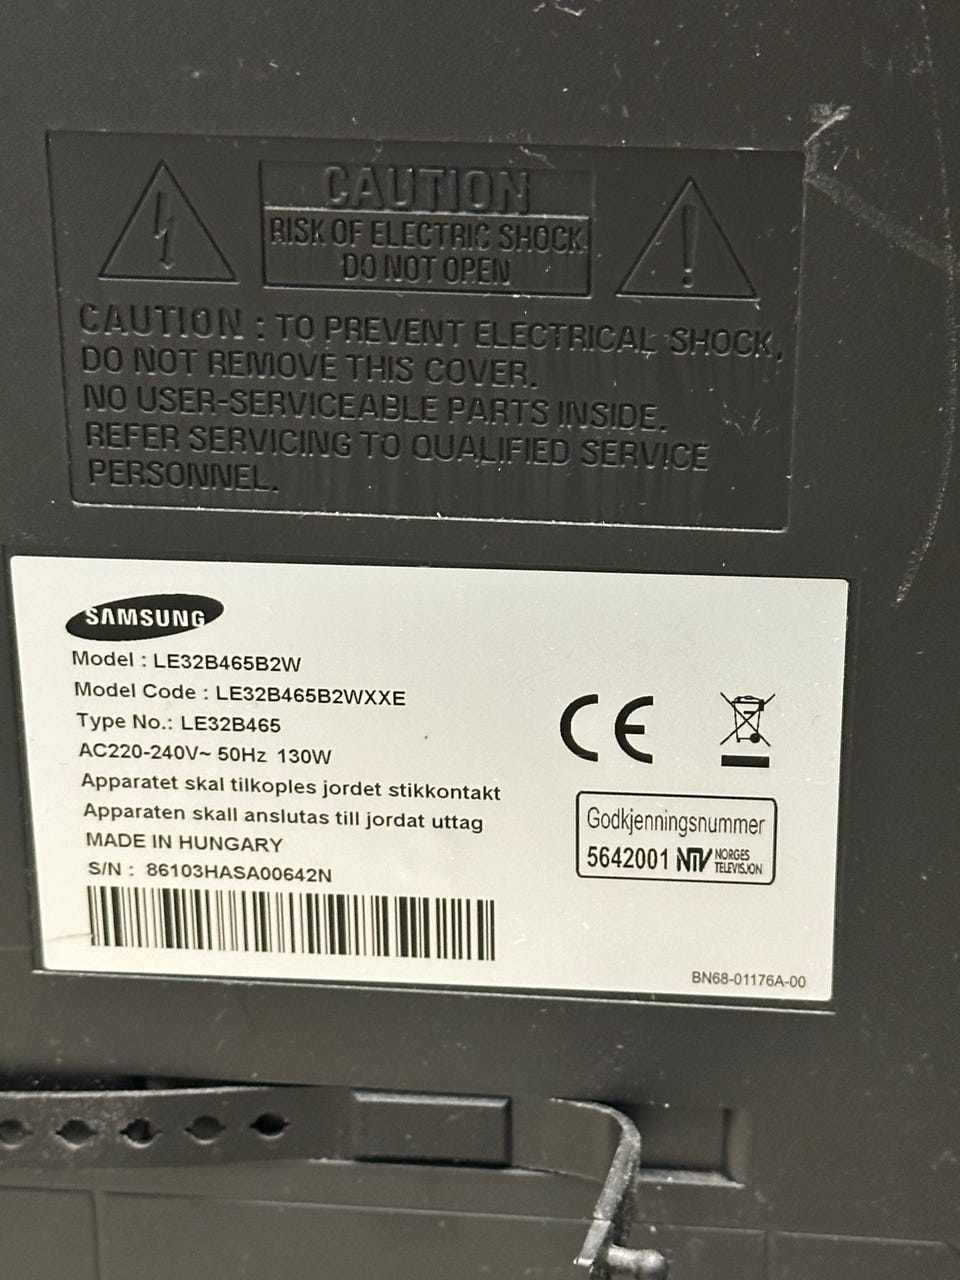 CAUTION
RISK OF ELECTRIC SHOCK
DO NOT OPEN
CAUTION : TO PREVENT ELECTRICAL SHOCK,
DO NOT REMOVE THIS COVER.
NO USER-SERVICEABLE PARTS INSIDE.
REFER SERVICING TO QUALIFIED SERVICE
PERSONNEL.
SAMSUNG
Model : LE32B465B2W
Model Code : LE32B465B2WXXE
Type No.: LE32B465
AC220-240V~ 50Hz 130W
Apparatet skal tilkoples jordet stikkontakt
Apparaten skall anslutas till jordat uttag
MADE IN HUNGARY
S/N : 86103HASA00642N
CE
Godkjenningsnummer
5642001 NTV NORGES
TELEVISJON
BN68-01176A-00